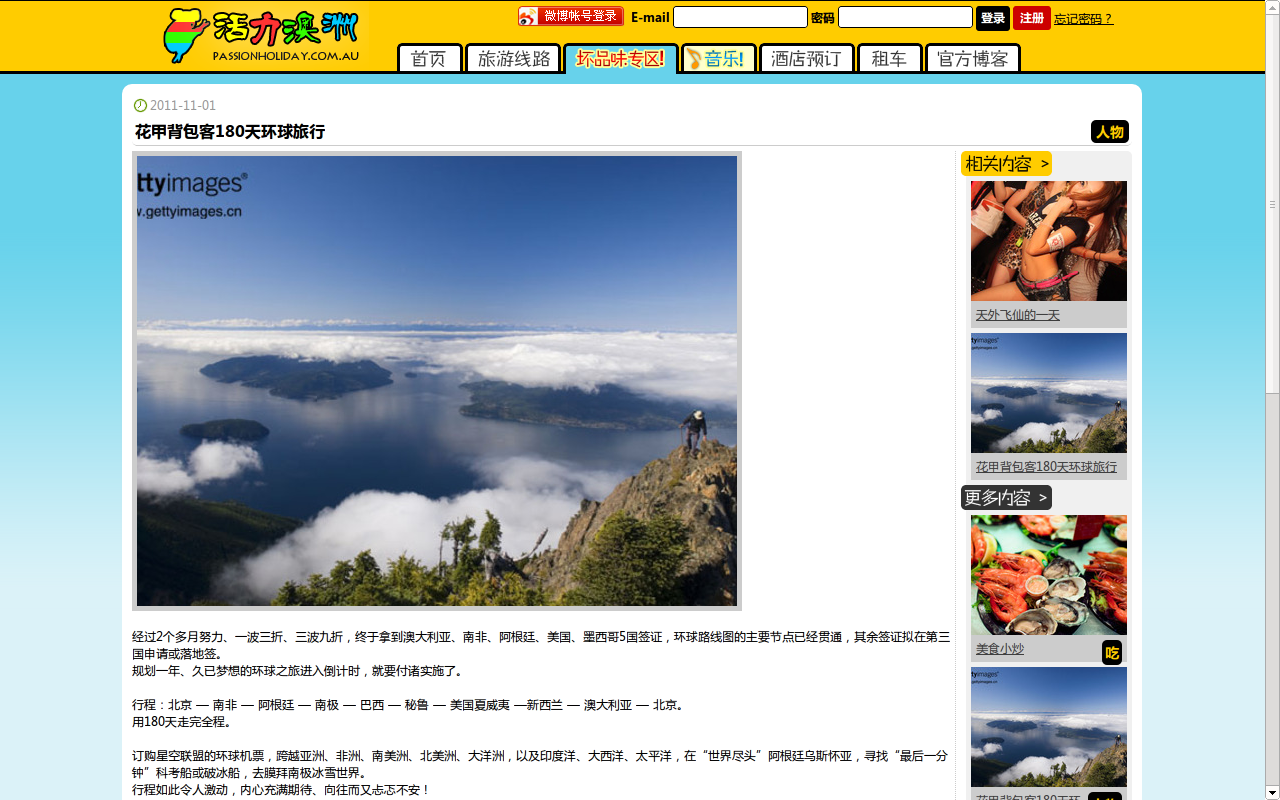 活力澳洲
PASSIONHOLIDAY.COM.AU
微博帐号登录 E-mail 密码 登录 注册 忘记密码？
首页 旅游线路 坏品味专区! 音乐! 酒店预订 租车 官方博客
2011-11-01
花甲背包客180天环球旅行
人物
ttyimages®
w.gettyimages.cn
经过2个多月努力、一波三折、三波九折，终于拿到澳大利亚、南非、阿根廷、美国、墨西哥5国签证，环球路线图的主要节点已经贯通，其余签证拟在第三
国申请或落地签。
规划一年、久已梦想的环球之旅进入倒计时，就要付诸实施了。
行程：北京 — 南非 — 阿根廷 — 南极 — 巴西 — 秘鲁 — 美国夏威夷 —新西兰 — 澳大利亚 — 北京。
用180天走完全程。
订购星空联盟的环球机票，跨越亚洲、非洲、南美洲、北美洲、大洋洲，以及印度洋、大西洋、太平洋，在“世界尽头”阿根廷乌斯怀亚，寻找“最后一分
钟”科考船或破冰船，去膜拜南极冰雪世界。
行程如此令人激动，内心充满期待、向往而又忐忑不安！
相关内容 >
天外飞仙的一天
ttyimages
花甲背包客180天环球旅行
更多内容 >
美食小炒
吃
ttyimages
花甲背包客180天环